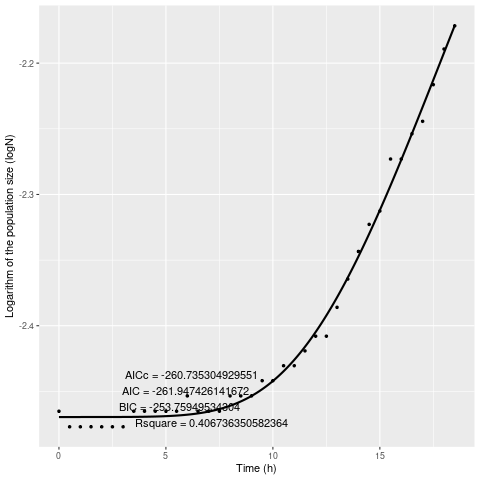 -2.2
-2.3
-2.4
Logarithm of the population size (logN)
AICc = -260.735304929551
AIC = -261.947426141672
BIC = -253.75949534304
Rsquare = 0.406736350582364
0
5
10
15
Time (h)